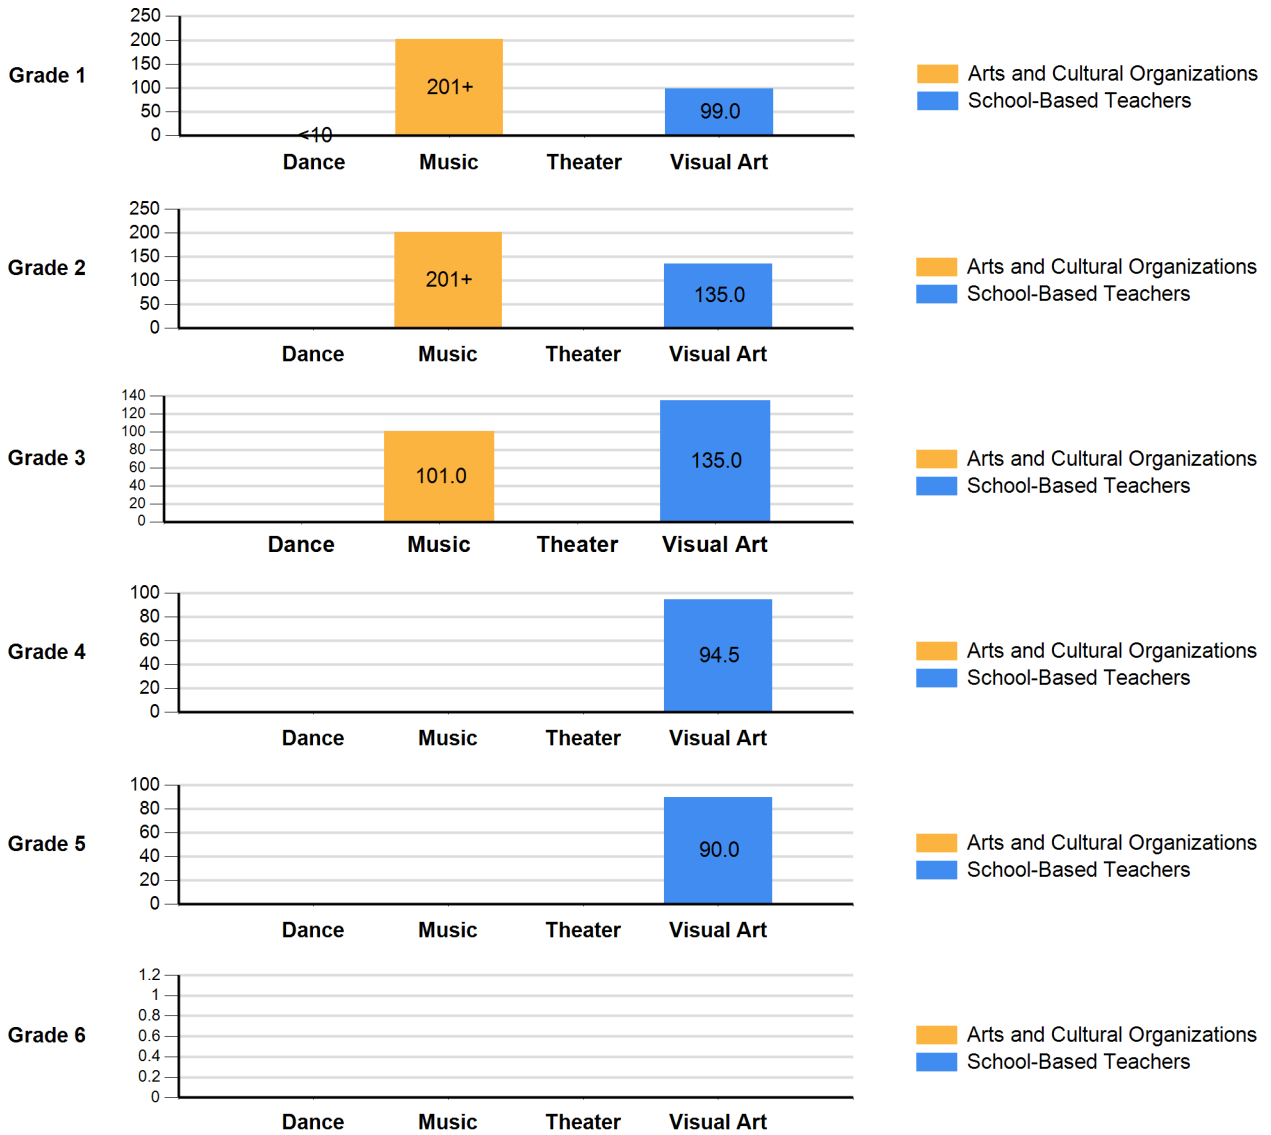 250
200
150
100
50
0
Grade 1
201+
99.0
<10
Dance Music Theater Visual Art
Arts and Cultural Organizations
School-Based Teachers
250
200
150
100
50
0
Grade 2
201+
135.0
Dance Music Theater Visual Art
Arts and Cultural Organizations
School-Based Teachers
140
120
100
80
60
40
20
0
Grade 3
101.0
135.0
Dance Music Theater Visual Art
Arts and Cultural Organizations
School-Based Teachers
100
80
60
40
20
0
Grade 4
94.5
Dance Music Theater Visual Art
Arts and Cultural Organizations
School-Based Teachers
100
80
60
40
20
0
Grade 5
90.0
Dance Music Theater Visual Art
Arts and Cultural Organizations
School-Based Teachers
1.2
1
0.8
0.6
0.4
0.2
0
Grade 6
Dance Music Theater Visual Art
Arts and Cultural Organizations
School-Based Teachers